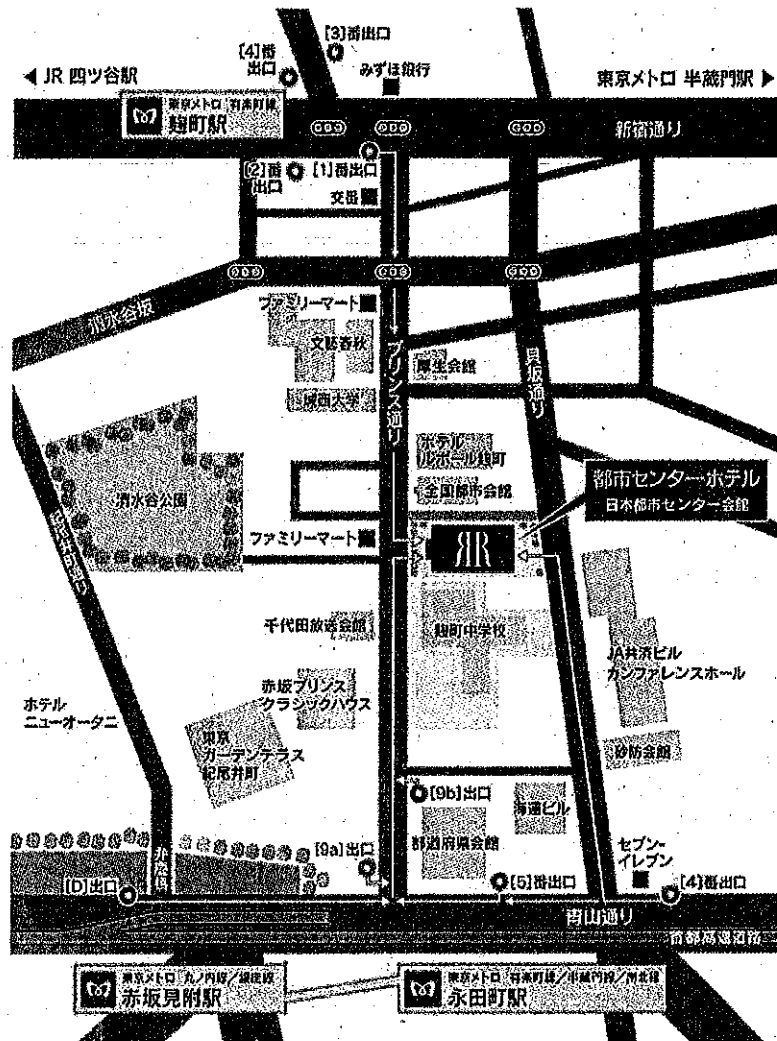 [3]番出口
[4]番
出口
◀ JR 四ツ谷駅
みずほ銀行
東京メトロ 半蔵門駅 ▶
東京メトロ 有楽町線
麹町駅
新宿通り
[2]番
出口
[1]番出口
交番
清水谷坂
ファミリーマート
文藝春秋
プリンス通り
厚生会館
貝坂通り
城西大学
ホテル
ルポール麹町
都市センター・ホテル
日本都市センター会館
全国都市会館
清水谷公園
ファミリーマート
千代田放送会館
麹町中学校
JA共済ビル
カンファレンスホール
赤坂プリンス
クラシックハウス
ホテル
ニューオータニ
東京
ガーデンテラス
紀尾井町
砂防会館
[9b]出口
海運ビル
都道府県会館
[9a]出口
セブン-
イレブン
[D]出口
[5]番出口
[4]番出口
青山通り
首都高速道路
東京メトロ 丸ノ内線／銀座線
赤坂見附駅
東京メトロ 有楽町線／半蔵門線／南北線
永田町駅